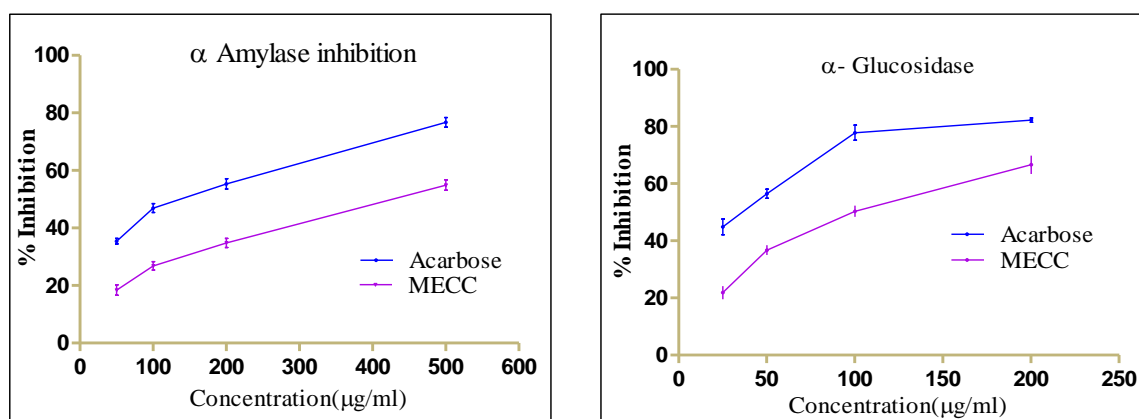 α Amylase inhibition
100
80
60
40
20
0
% Inhibition
Acarbose
MECC
0 100 200 300 400 500 600
Concentration(μg/ml)
α- Glucosidase
100
80
60
40
20
0
% Inhibition
Acarbose
MECC
0 50 100 150 200 250
Concentration(μg/ml)